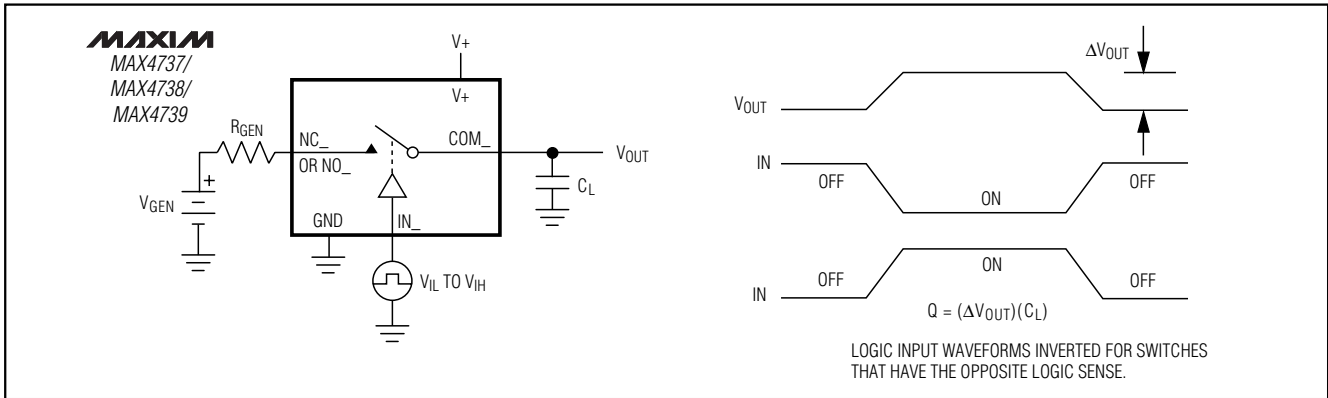 MAXIM
MAX4737/
MAX4738/
MAX4739
V+
V+
RGEN
NC_
OR NO_
COM_
VOUT
CL
+
VGEN
GND
IN_
VIL TO VIH
ΔVOUT
VOUT
IN
OFF
ON
OFF
IN
OFF
ON
OFF
Q = (ΔVOUT)(CL)
LOGIC INPUT WAVEFORMS INVERTED FOR SWITCHES
THAT HAVE THE OPPOSITE LOGIC SENSE.